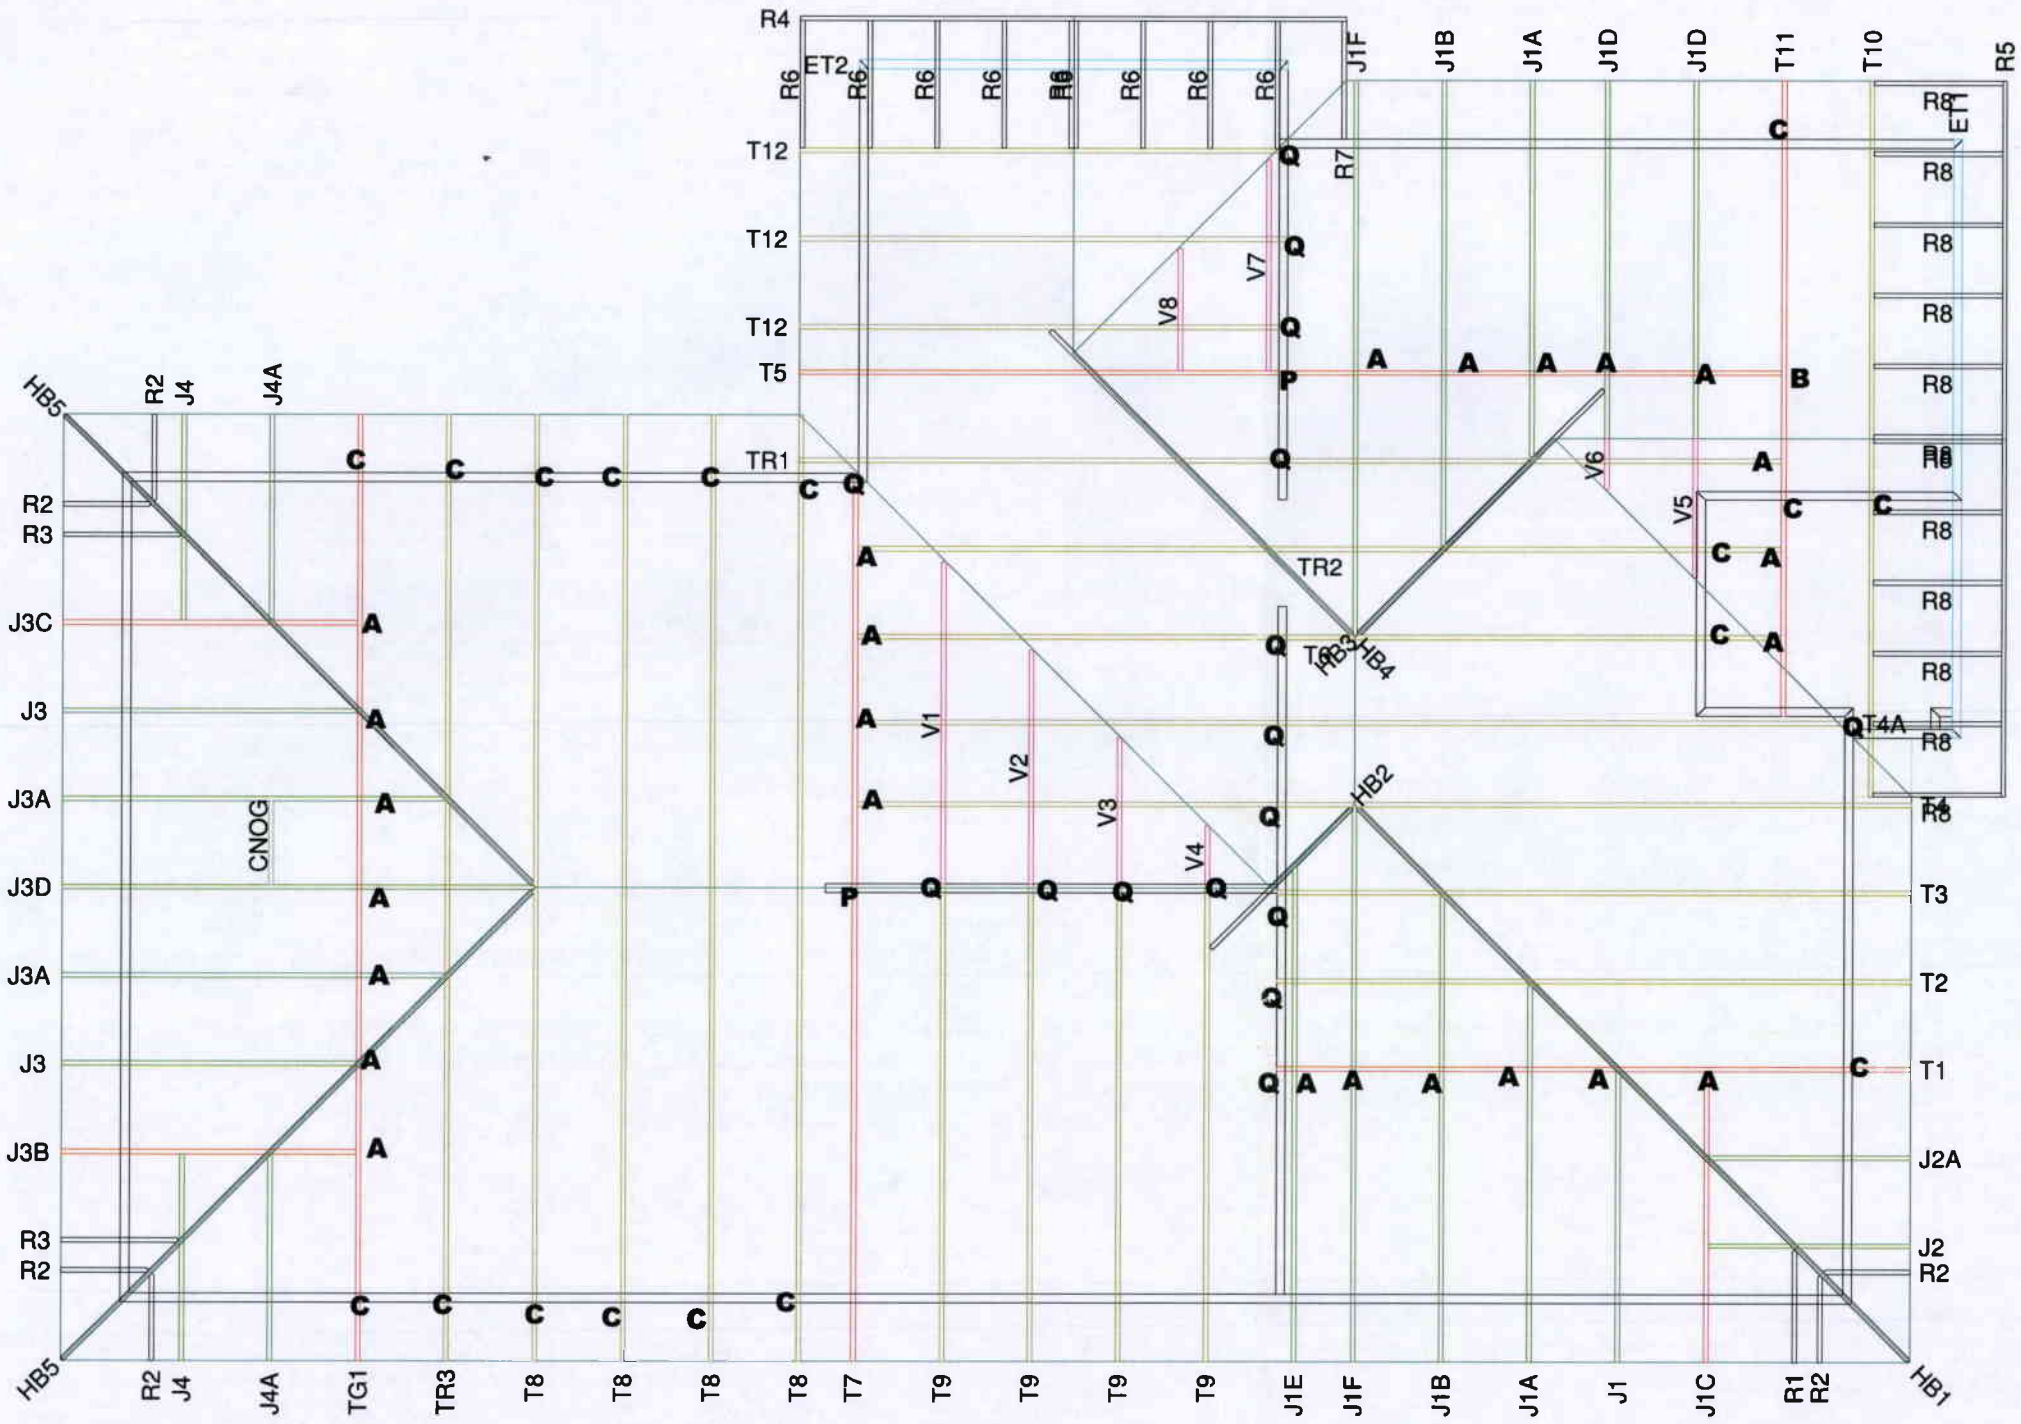 R4
ET2
R6 R6 R6 R6 R6 R6 R6 R6
J1F J1B J1A J1D J1D T11 T10 R5
R8
ET1
C
T12
Q
R7
R8
T12
Q
V7
R8
V8
R8
T12
Q
T5
P
A A A A A B
R8
HB5
R2 J4 J4A
C C C C C C Q
TR1
Q
V6
A
R8
R2
V5
C C
R3
A
TR2
C A
R8
R8
J3C
A
A
Q
T6
HB3 HB4
C A
R8
J3
A
A
V1
Q
Q
T4A
R8
V2
J3A
A
A
CNOG
V3
Q
HB2
T4
R8
V4
J3D
A
P
Q Q Q Q
T3
Q
J3A
A
T2
Q
J3
A
Q A A A A A A
C
T1
J3B
A
J2A
R3
J2
R2
R2
C C C C C C
HB5
R2 J4 J4A TG1 TR3 T8 T8 T8 T8 T7 T9 T9 T9 T9 J1E J1F J1B J1A J1 J1C R1 R2
HB1